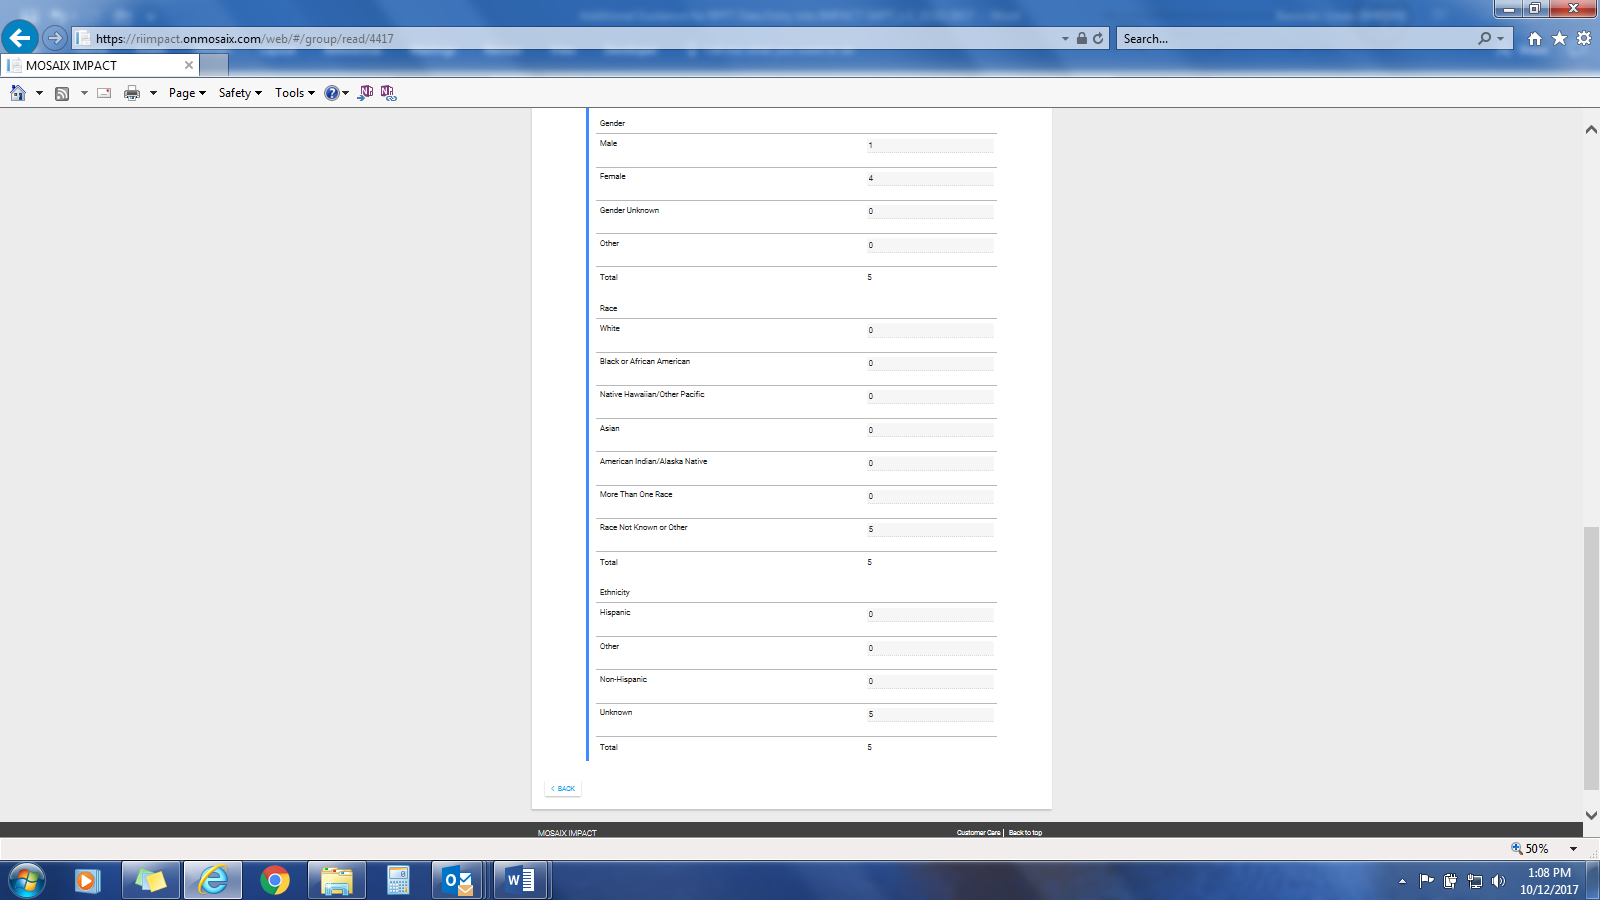 https://riimpact.onmosaix.com/web/#/group/read/4417
Search...
MOSAIX IMPACT
Page
Safety
Tools
Gender
Male 1
Female 4
Gender Unknown 0
Other 0
Total 5
Race
White 0
Black or African American 0
Native Hawaiian/Other Pacific 0
Asian 0
American Indian/Alaska Native 0
More Than One Race 0
Race Not Known or Other 5
Total 5
Ethnicity
Hispanic 0
Other 0
Non-Hispanic 0
Unknown 5
Total 5
< BACK
MOSAIX IMPACT
Customer Care | Back to top
50%
1:08 PM
10/12/2017